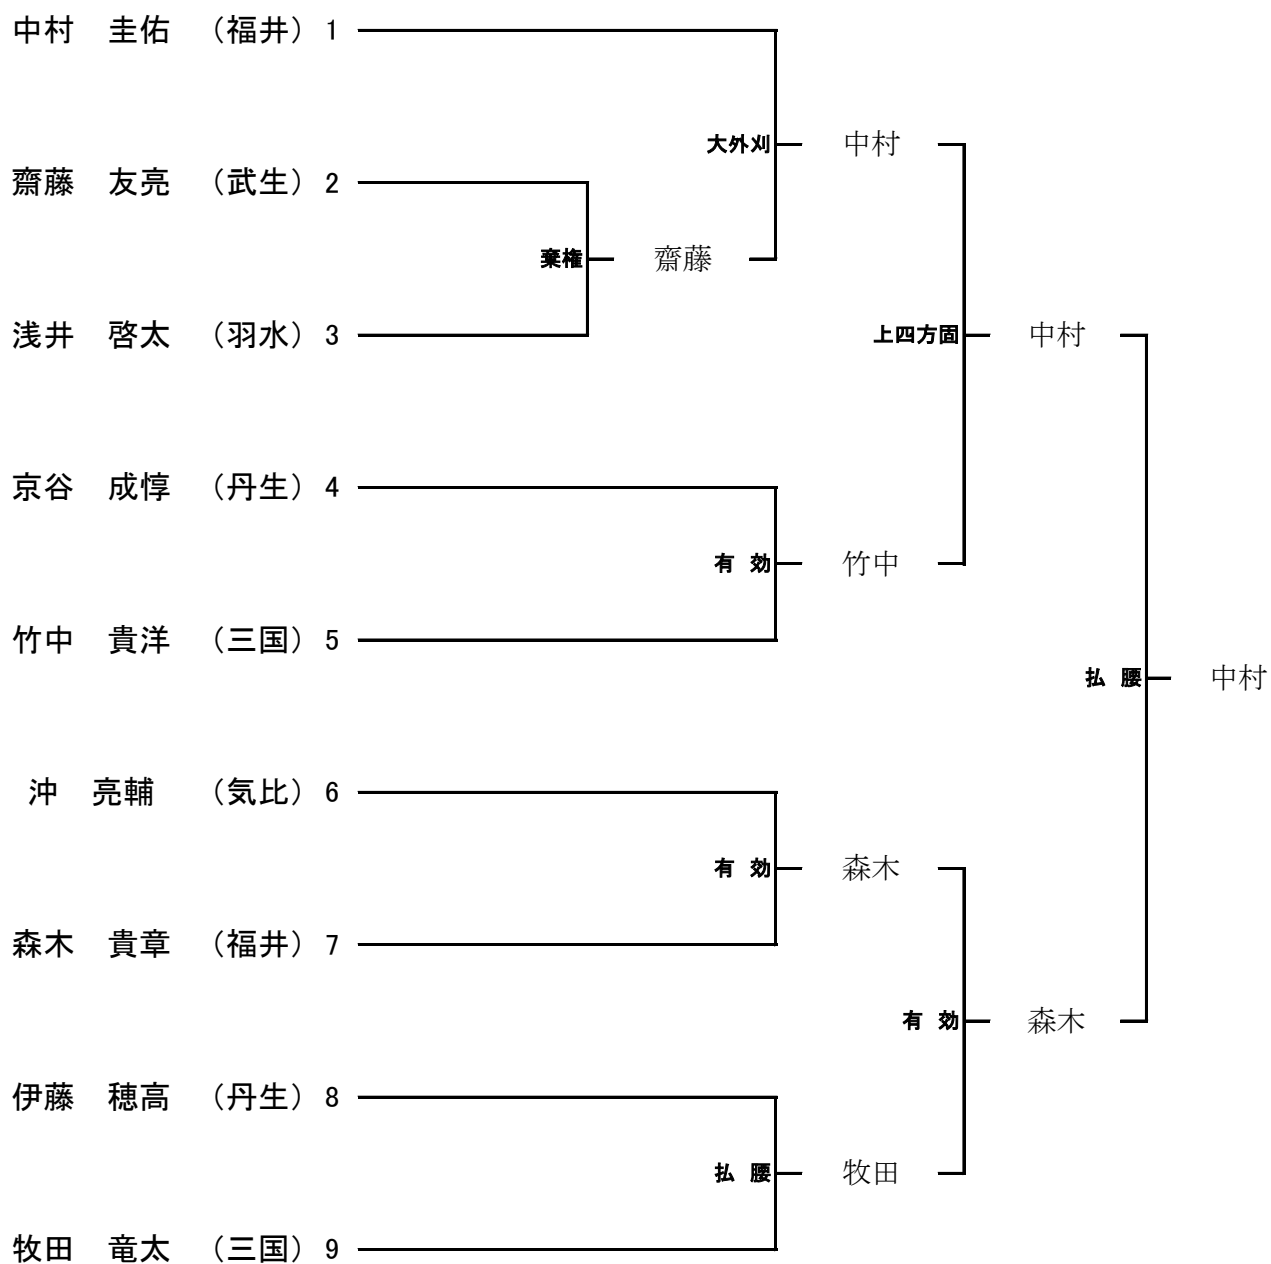 中村　圭佑　（福井） 1
大外刈　中村
齋藤　友亮　（武生） 2
棄権　齋藤
浅井　啓太　（羽水） 3
上四方固　中村
京谷　成惇　（丹生） 4
有 効　竹中
竹中　貴洋　（三国） 5
払 腰　中村
沖　亮輔　（気比） 6
有 効　森木
森木　貴章　（福井） 7
有 効　森木
伊藤　穂高　（丹生） 8
払 腰　牧田
牧田　竜太　（三国） 9